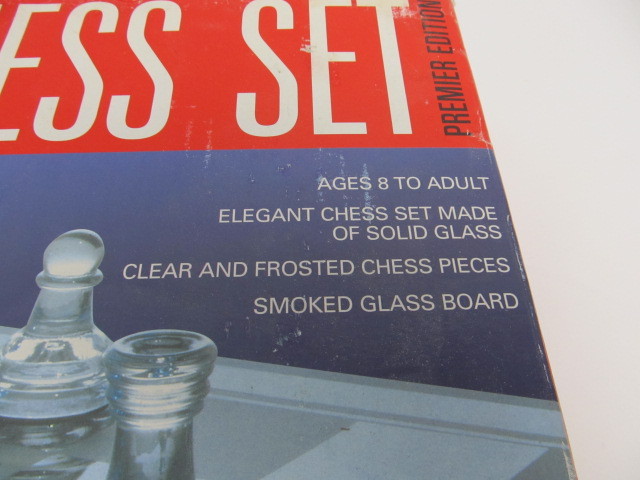 ESS SET
PREMIER EDITION
AGES 8 TO ADULT
ELEGANT CHESS SET MADE
OF SOLID GLASS
CLEAR AND FROSTED CHESS PIECES
SMOKED GLASS BOARD